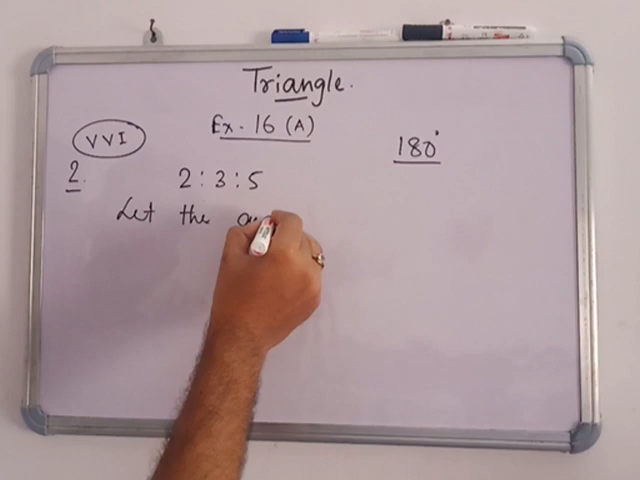 Triangle.
Ex. 16 (A)
VVI
180°
2.
2 : 3 : 5
Let the